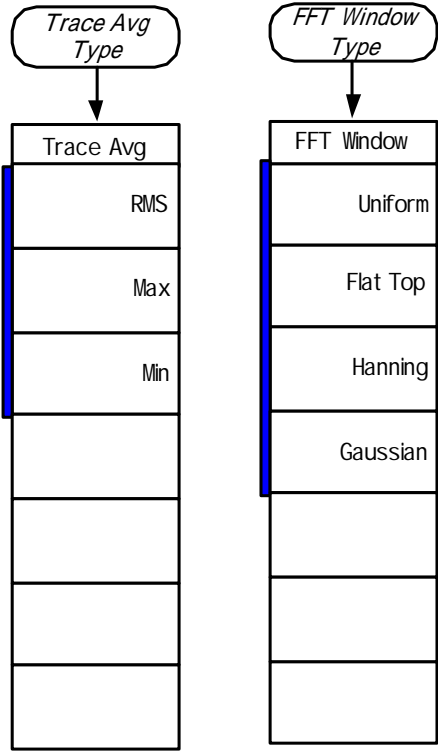 Trace Avg
Type
Trace Avg
RMS
Max
Min
FFT Window
Type
FFT Window
Uniform
Flat Top
Hanning
Gaussian